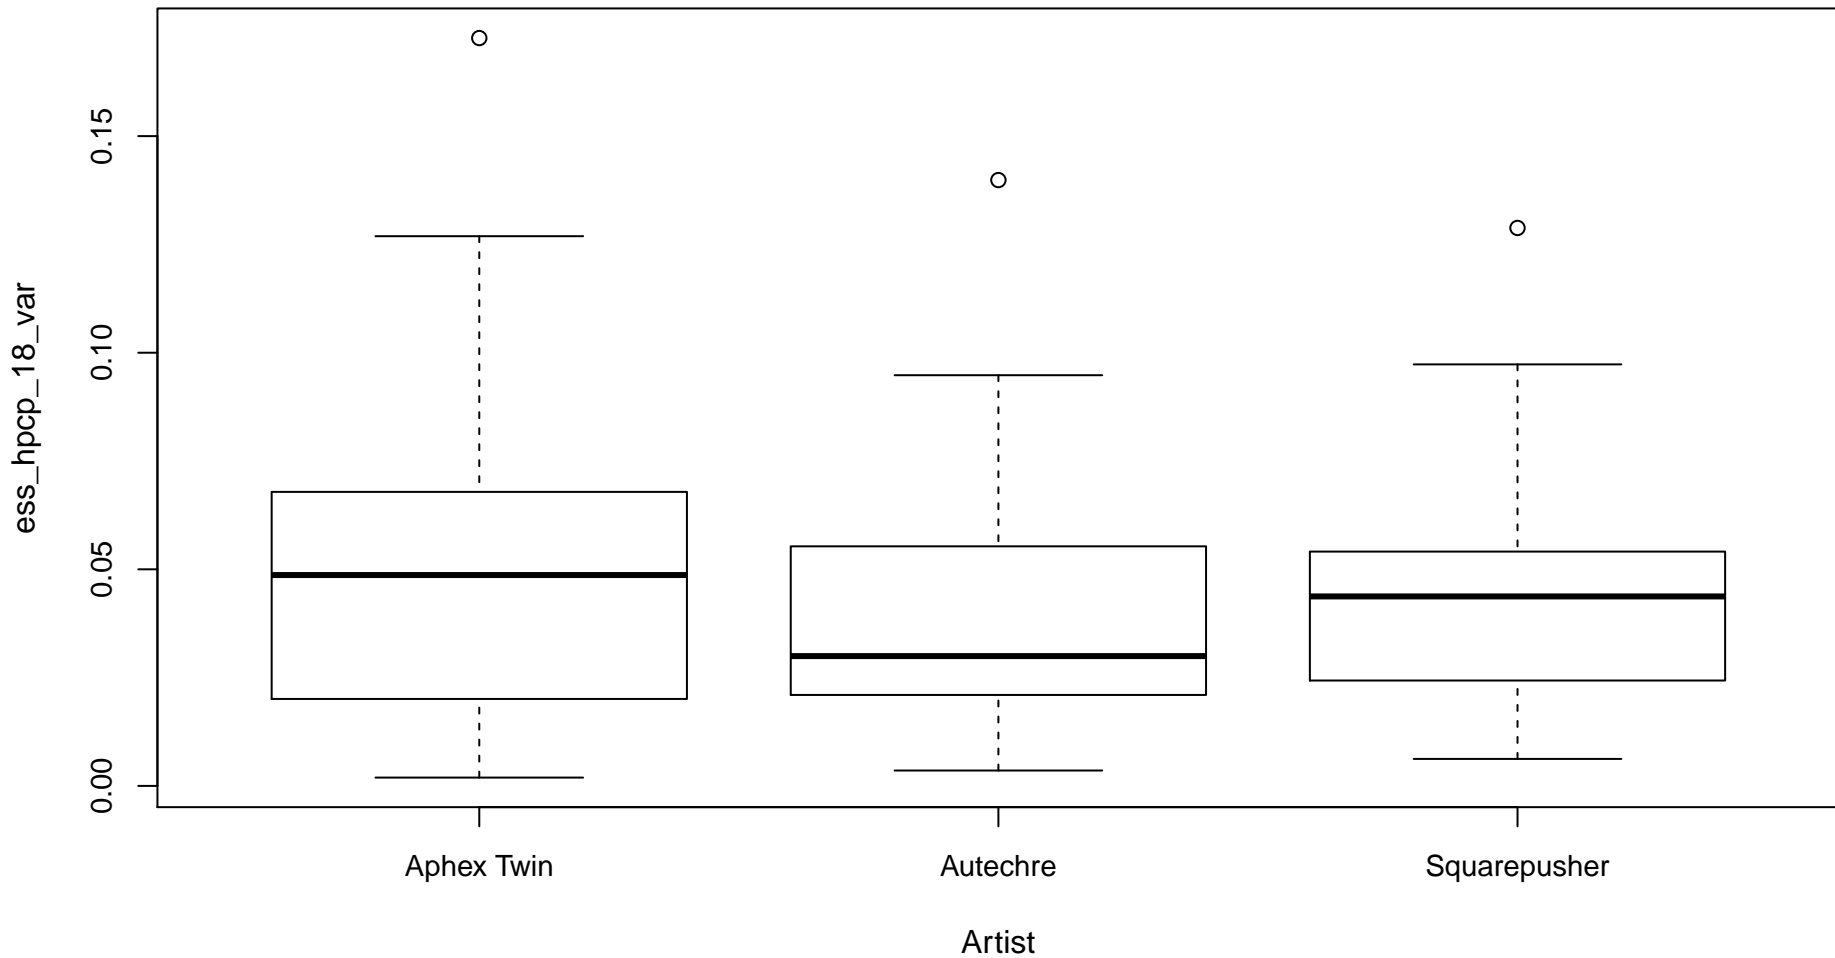 ess_hpcp_18_var
0.15
0.10
0.05
0.00
Aphex Twin
Autechre
Squarepusher
Artist